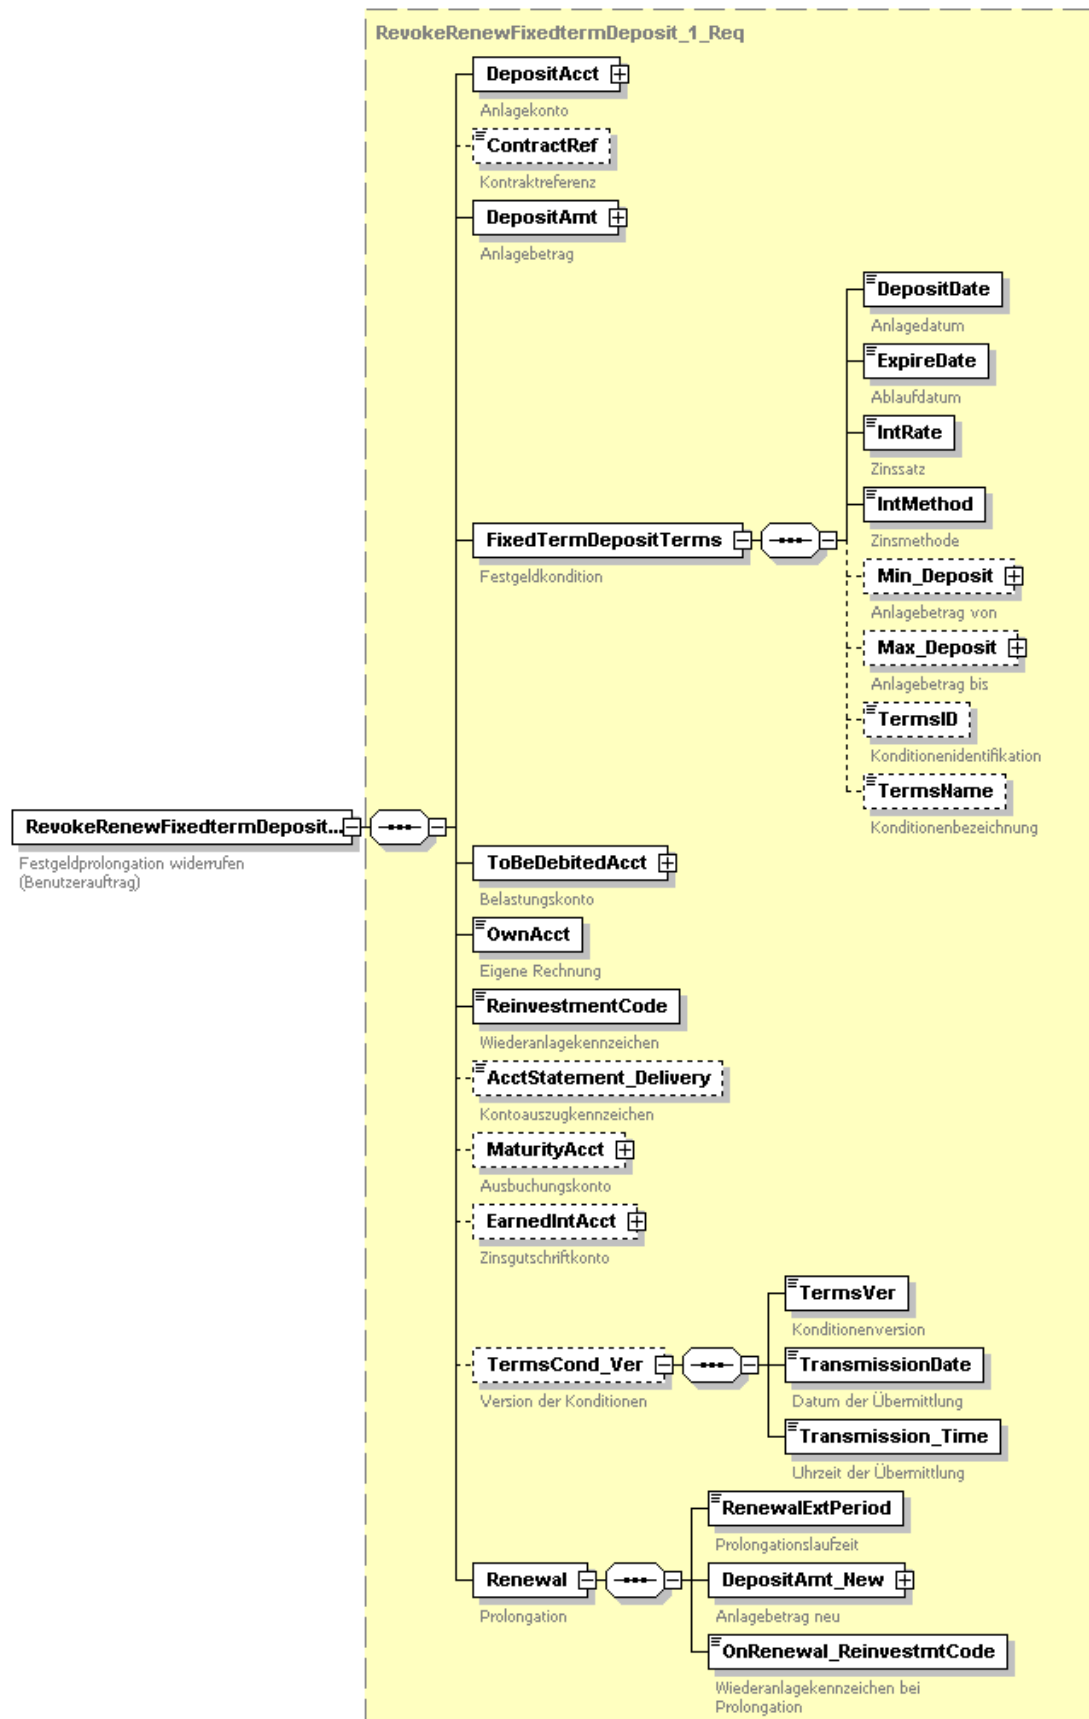 RevokeRenewFixedtermDeposit_1_Req
DepositAcct
Anlagekonto
ContractRef
Kontraktreferenz
DepositAmt
Anlagebetrag
DepositDate
Anlagedatum
ExpireDate
Ablaufdatum
IntRate
Zinssatz
IntMethod
Zinsmethode
FixedTermDepositTerms
Festgeldkondition
Min_Deposit
Anlagebetrag von
Max_Deposit
Anlagebetrag bis
TermsID
Konditionenidentifikation
TermsName
Konditionenbezeichnung
RevokeRenewFixedtermDeposit...
Festgeldprolongation widerrufen
(Benutzerauftrag)
ToBeDebitedAcct
Belastungskonto
OwnAcct
Eigene Rechnung
ReinvestmentCode
Wiederanlagekennzeichen
AcctStatement_Delivery
Kontoauszugkennzeichen
MaturityAcct
Ausbuchungskonto
EarnedIntAcct
Zinsgutschriftkonto
TermsVer
Konditionenversion
TermsCond_Ver
Version der Konditionen
TransmissionDate
Datum der Übermittlung
Transmission_Time
Uhrzeit der Übermittlung
RenewalExtPeriod
Prolongationslaufzeit
Renewal
Prolongation
DepositAmt_New
Anlagebetrag neu
OnRenewal_ReinvestmtCode
Wiederanlagekennzeichen bei
Prolongation